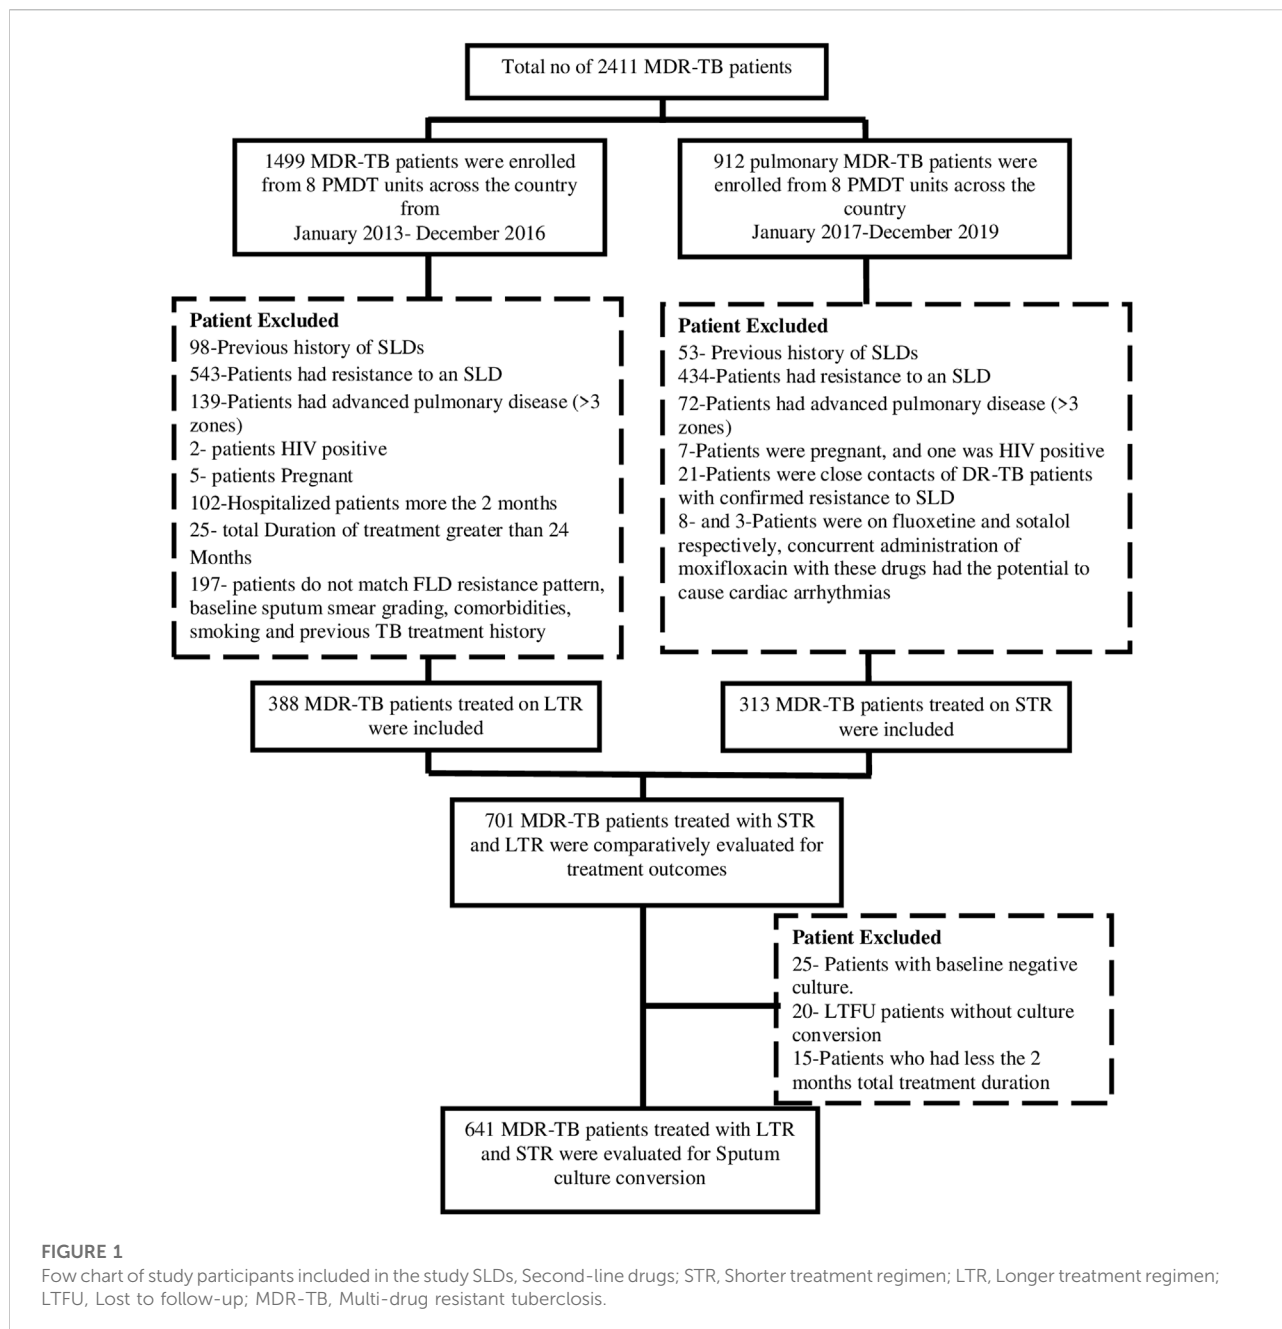 Total no of 2411 MDR-TB patients
1499 MDR-TB patients were enrolled
from 8 PMDT units across the country
from
January 2013- December 2016
912 pulmonary MDR-TB patients were
enrolled from 8 PMDT units across the
country
January 2017-December 2019
Patient Excluded
98-Previous history of SLDs
543-Patients had resistance to an SLD
139-Patients had advanced pulmonary disease (>3
zones)
2- patients HIV positive
5- patients Pregnant
102-Hospitalized patients more the 2 months
25- total Duration of treatment greater than 24
Months
197- patients do not match FLD resistance pattern,
baseline sputum smear grading, comorbidities,
smoking and previous TB treatment history
Patient Excluded
53- Previous history of SLDs
434-Patients had resistance to an SLD
72-Patients had advanced pulmonary disease (>3
zones)
7-Patients were pregnant, and one was HIV positive
21-Patients were close contacts of DR-TB patients
with confirmed resistance to SLD
8- and 3-Patients were on fluoxetine and sotalol
respectively, concurrent administration of
moxifloxacin with these drugs had the potential to
cause cardiac arrhythmias
388 MDR-TB patients treated on LTR
were included
313 MDR-TB patients treated on STR
were included
701 MDR-TB patients treated with STR
and LTR were comparatively evaluated for
treatment outcomes
Patient Excluded
25- Patients with baseline negative
culture.
20- LTFU patients without culture
conversion
15-Patients who had less the 2
months total treatment duration
641 MDR-TB patients treated with LTR
and STR were evaluated for Sputum
culture conversion
FIGURE 1
Fow chart of study participants included in the study SLDs, Second-line drugs; STR, Shorter treatment regimen; LTR, Longer treatment regimen;
LTFU, Lost to follow-up; MDR-TB, Multi-drug resistant tuberclosis.